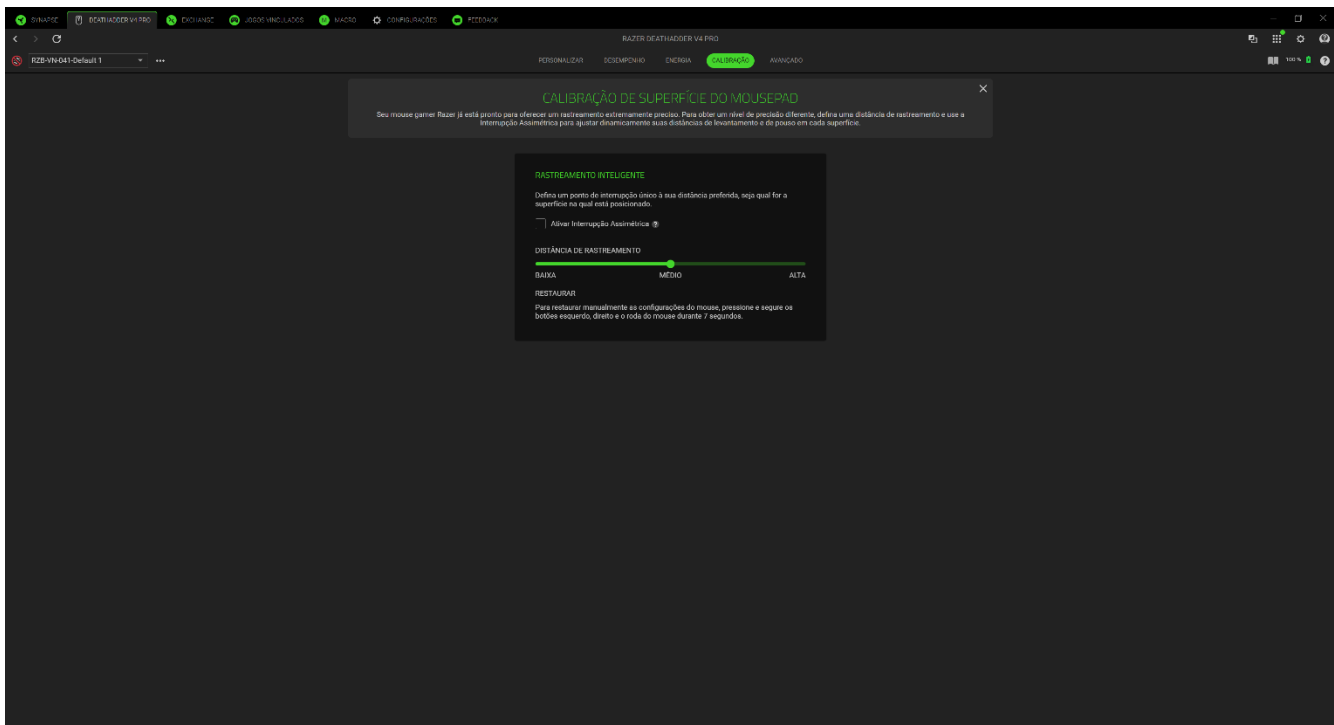 SYNAPSE DEATHADDER V4 PRO EXCHANGE JOGOS VINCULADOS MACRO CONFIGURAÇÕES FEEDBACK
RAZER DEATHADDER V4 PRO
RZB-VN-041-Default 1
PERSONALIZAR DESEMPENHO ENERGIA CALIBRAÇÃO AVANÇADO
100 %
CALIBRAÇÃO DE SUPERFÍCIE DO MOUSEPAD
Seu mouse gamer Razer já está pronto para oferecer um rastreamento extremamente preciso. Para obter um nível de precisão diferente, defina uma distância de rastreamento e use a
Interrupção Assimétrica para ajustar dinamicamente suas distâncias de levantamento e de pouso em cada superfície.
RASTREAMENTO INTELIGENTE
Defina um ponto de interrupção único à sua distância preferida, seja qual for a
superfície na qual está posicionado.
Ativar Interrupção Assimétrica ?
DISTÂNCIA DE RASTREAMENTO
BAIXA MÉDIO ALTA
RESTAURAR
Para restaurar manualmente as configurações do mouse, pressione e segure os
botões esquerdo, direito e o roda do mouse durante 7 segundos.